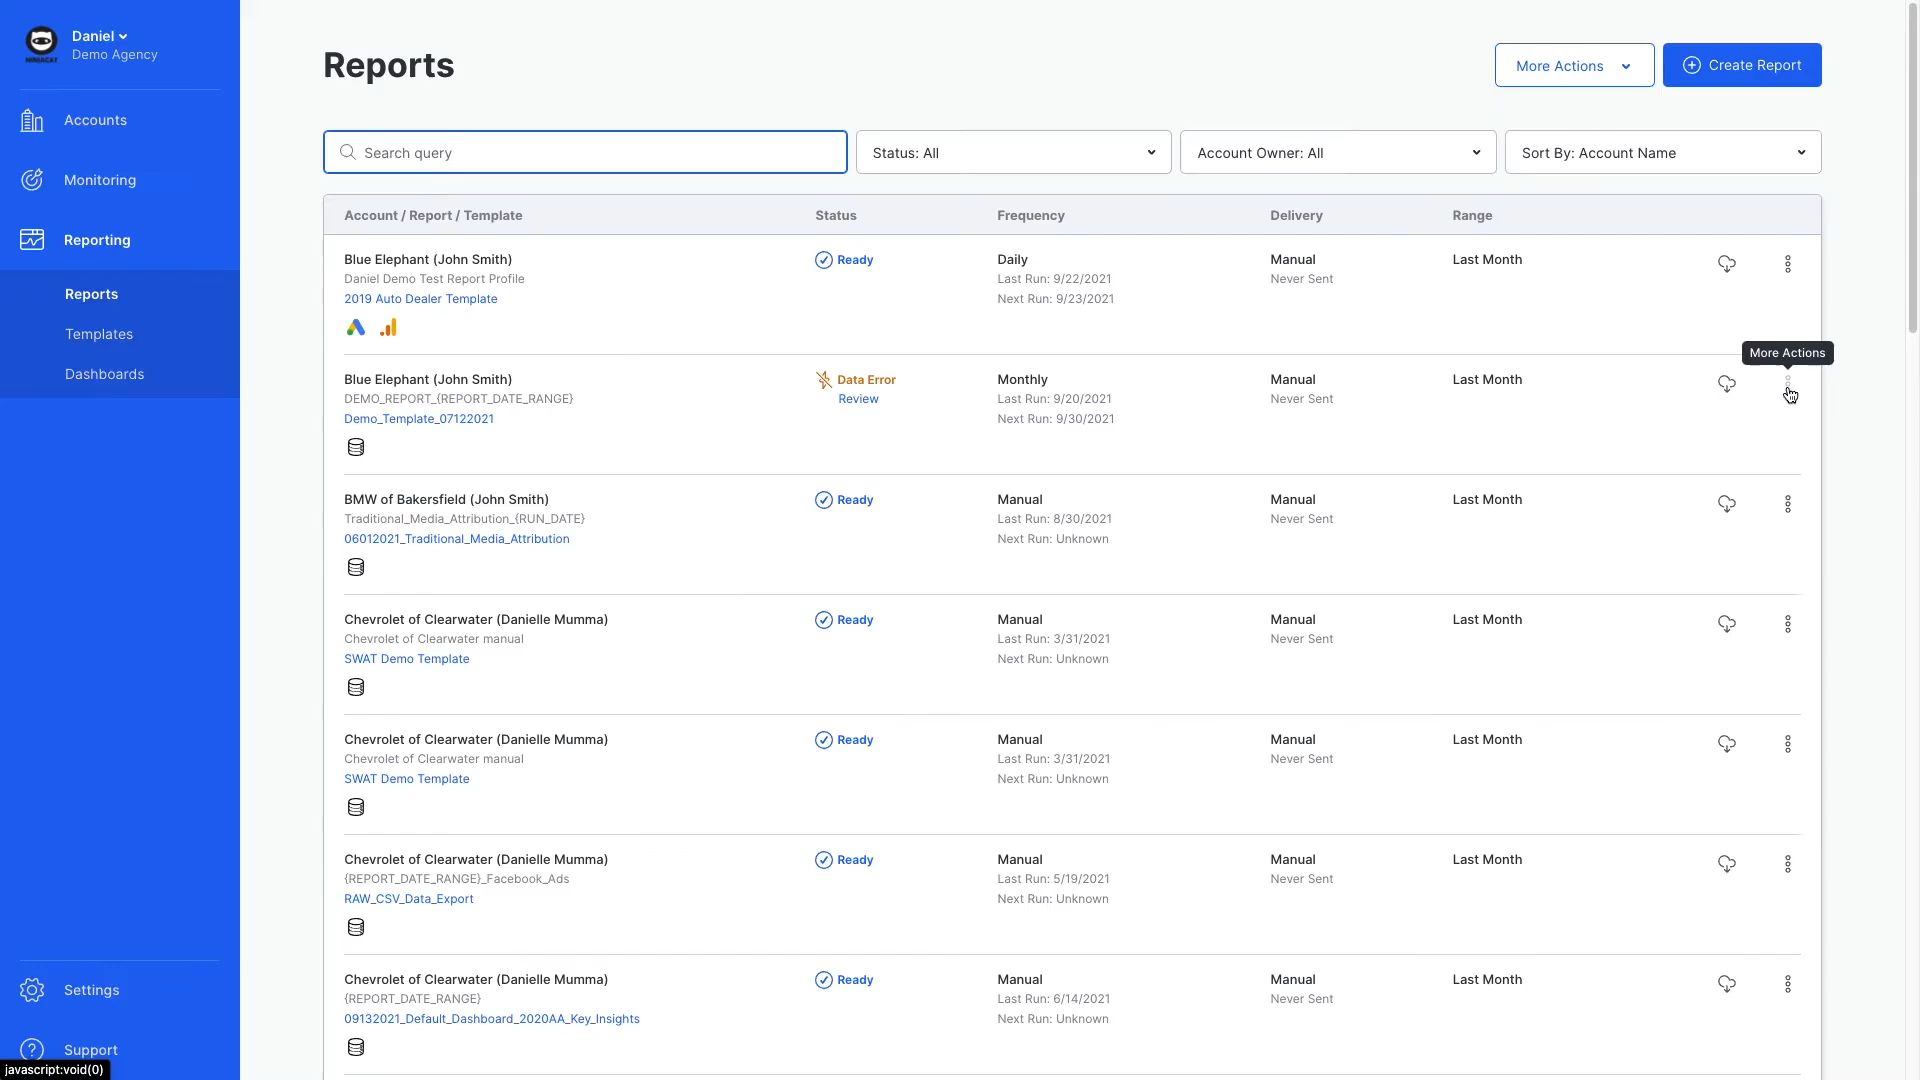 Daniel
Demo Agency
NINJACAT
Accounts
Monitoring
Reporting
Reports
Templates
Dashboards
Settings
Support
javascript:void(0)
Reports
More Actions
Create Report
Search query
Status: All
Account Owner: All
Sort By: Account Name
Account / Report / Template Status Frequency Delivery Range
Blue Elephant (John Smith) Ready Daily Manual Last Month
Daniel Demo Test Report Profile Last Run: 9/22/2021 Never Sent
2019 Auto Dealer Template Next Run: 9/23/2021
More Actions
Blue Elephant (John Smith) Data Error Monthly Manual Last Month
DEMO_REPORT_{REPORT_DATE_RANGE} Review Last Run: 9/20/2021 Never Sent
Demo_Template_07122021 Next Run: 9/30/2021
BMW of Bakersfield (John Smith) Ready Manual Manual Last Month
Traditional_Media_Attribution_{RUN_DATE} Last Run: 8/30/2021 Never Sent
06012021_Traditional_Media_Attribution Next Run: Unknown
Chevrolet of Clearwater (Danielle Mumma) Ready Manual Manual Last Month
Chevrolet of Clearwater manual Last Run: 3/31/2021 Never Sent
SWAT Demo Template Next Run: Unknown
Chevrolet of Clearwater (Danielle Mumma) Ready Manual Manual Last Month
Chevrolet of Clearwater manual Last Run: 3/31/2021 Never Sent
SWAT Demo Template Next Run: Unknown
Chevrolet of Clearwater (Danielle Mumma) Ready Manual Manual Last Month
{REPORT_DATE_RANGE}_Facebook_Ads Last Run: 5/19/2021 Never Sent
RAW_CSV_Data_Export Next Run: Unknown
Chevrolet of Clearwater (Danielle Mumma) Ready Manual Manual Last Month
{REPORT_DATE_RANGE} Last Run: 6/14/2021 Never Sent
09132021_Default_Dashboard_2020AA_Key_Insights Next Run: Unknown